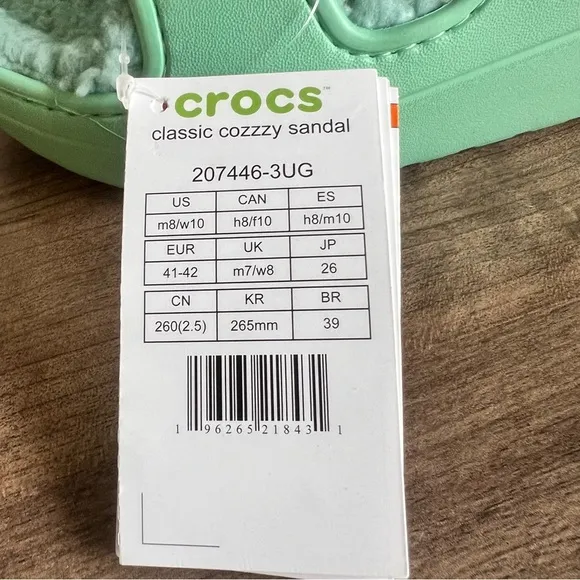 crocs™
classic cozzzy sandal
207446-3UG
US CAN ES
m8/w10 h8/f10 h8/m10
EUR UK JP
41-42 m7/w8 26
CN KR BR
260(2.5) 265mm 39
1 96265 21843 1